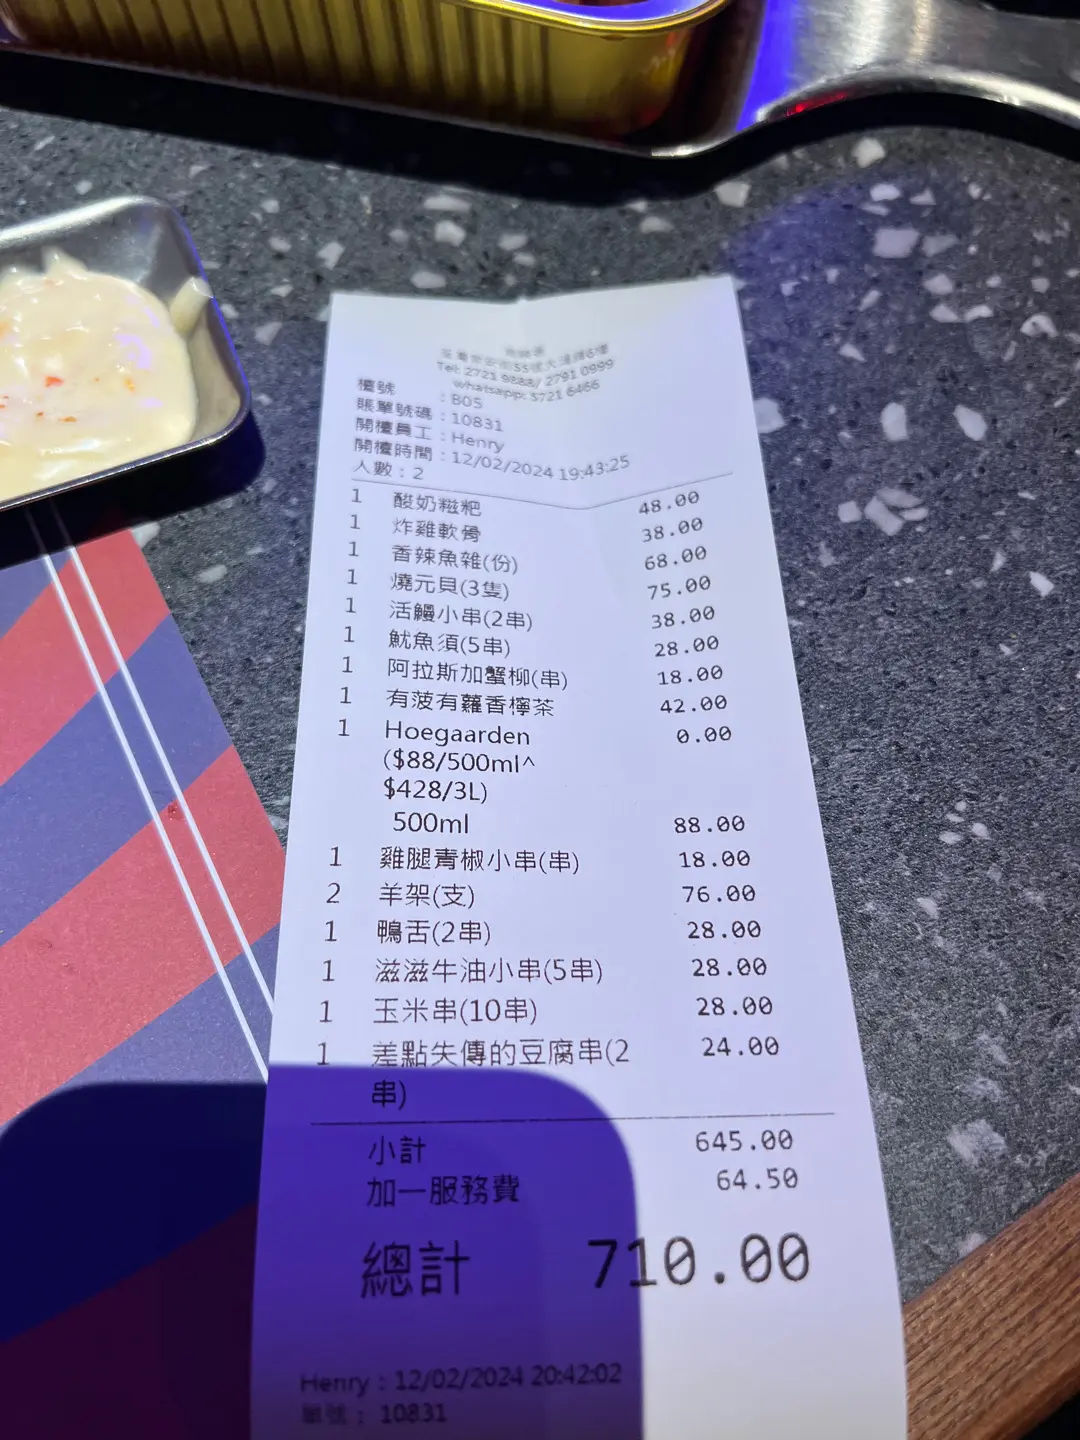 Tel: 2721 9888/ 2791 0999
whatsapp: 5721 6466
檯號 : B05
賬單號碼 : 10831
開檯員工 : Henry
開檯時間 : 12/02/2024 19:43:25
人數 : 2
1 酸奶糍粑 48.00
1 炸雞軟骨 38.00
1 香辣魚雜(份) 68.00
1 燒元貝(3隻) 75.00
1 活鰻小串(2串) 38.00
1 魷魚須(5串) 28.00
1 阿拉斯加蟹柳(串) 18.00
1 有菠有蘿香檸茶 42.00
1 Hoegaarden 0.00
($88/500ml^
$428/3L)
500ml 88.00
1 雞腿青椒小串(串) 18.00
2 羊架(支) 76.00
1 鴨舌(2串) 28.00
1 滋滋牛油小串(5串) 28.00
1 玉米串(10串) 28.00
1 差點失傳的豆腐串(2 24.00
串)
小計 645.00
加一服務費 64.50
總計 710.00
Henry : 12/02/2024 20:42:02
單號 : 10831